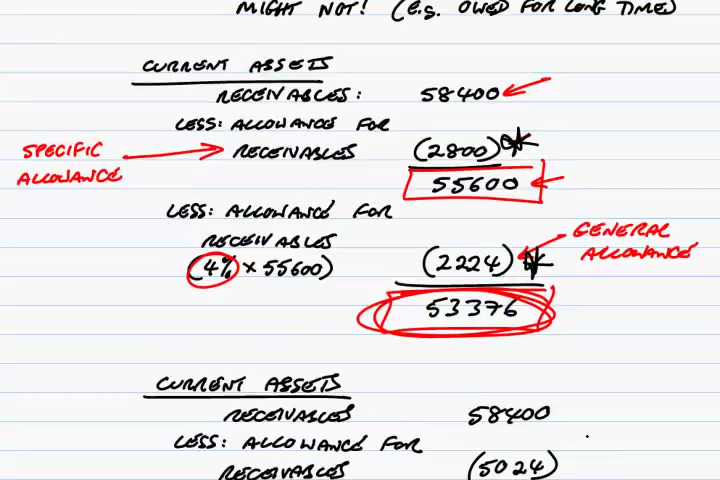 MIGHT NOT! (e.g. OWED FOR LONG TIME)
CURRENT ASSETS
RECEIVABLES: 58400
LESS: ALLOWANCE FOR
SPECIFIC ALLOWANCE
RECEIVABLES (2800)*
55600
LESS: ALLOWANCE FOR
RECEIVABLES
(4% × 55600) (2224)*
GENERAL ALLOWANCE
53376
CURRENT ASSETS
RECEIVABLES 58400
LESS: ALLOWANCE FOR
RECEIVABLES (5024)